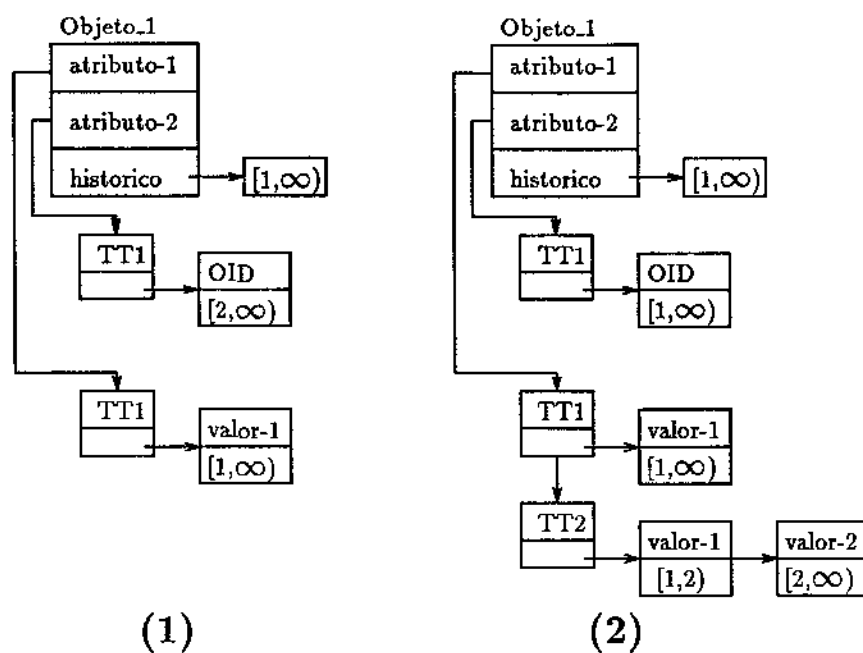 Objeto_1
atributo-1
atributo-2
historico
[1,∞)
TT1
OID
[2,∞)
TT1
valor-1
[1,∞)
(1)
Objeto_1
atributo-1
atributo-2
historico
[1,∞)
TT1
OID
[1,∞)
TT1
valor-1
[1,∞)
TT2
valor-1
[1,2)
valor-2
[2,∞)
(2)